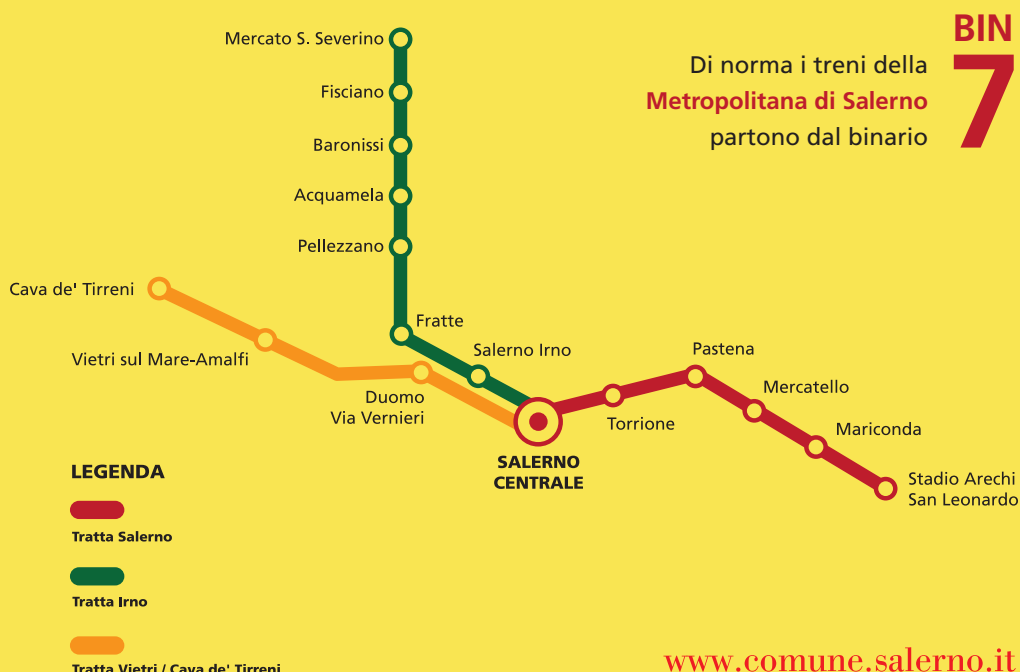 BIN
7
Di norma i treni della
Metropolitana di Salerno
partono dal binario
Mercato S. Severino
Fisciano
Baronissi
Acquamela
Pellezzano
Cava de' Tirreni
Vietri sul Mare-Amalfi
Fratte
Salerno Irno
Duomo
Via Vernieri
SALERNO
CENTRALE
Torrione
Pastena
Mercatello
Mariconda
Stadio Arechi
San Leonardo
LEGENDA
Tratta Salerno
Tratta Irno
Tratta Vietri / Cava de' Tirreni
www.comune.salerno.it